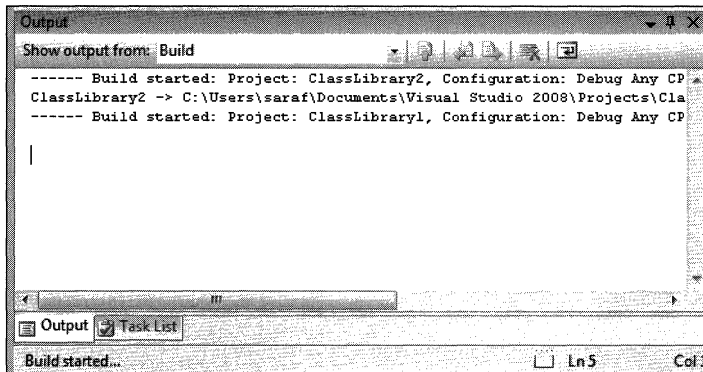 Output
Show output from: Build
------ Build started: Project: ClassLibrary2, Configuration: Debug Any CP
ClassLibrary2 -> C:\Users\saraf\Documents\Visual Studio 2008\Projects\Cla
------ Build started: Project: ClassLibrary1, Configuration: Debug Any CP
Output Task List
Build started... Ln 5 Col